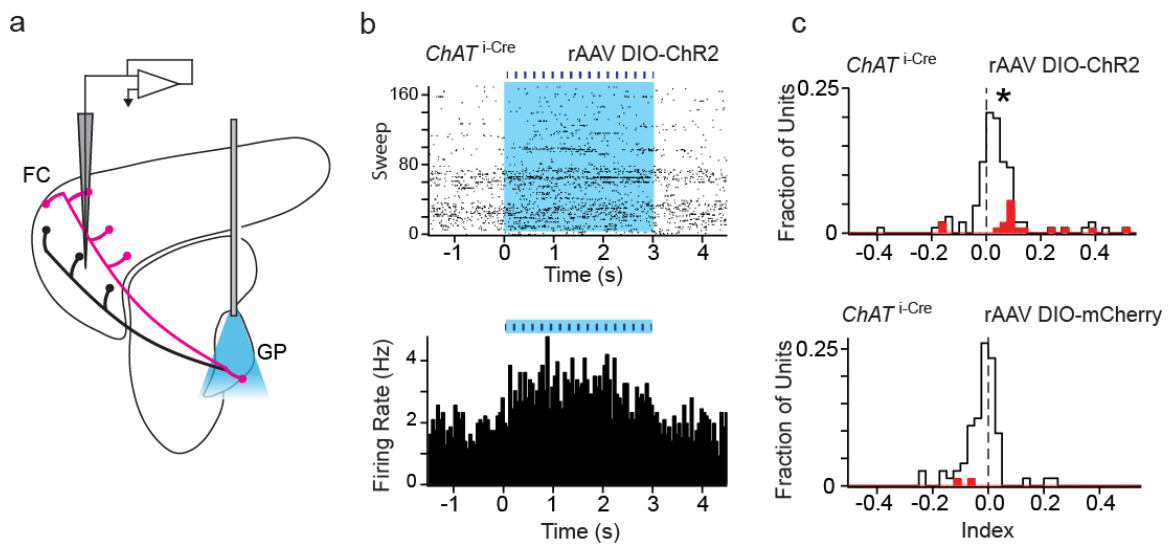 a
FC
GP
b
ChAT i-Cre rAAV DIO-ChR2
160
80
0
Sweep
-1 0 1 2 3 4
Time (s)
4
2
0
Firing Rate (Hz)
-1 0 1 2 3 4
Time (s)
c
ChAT i-Cre rAAV DIO-ChR2
0.25
*
0
Fraction of Units
-0.4 -0.2 0.0 0.2 0.4
ChAT i-Cre rAAV DIO-mCherry
0.25
0
Fraction of Units
-0.4 -0.2 0.0 0.2 0.4
Index